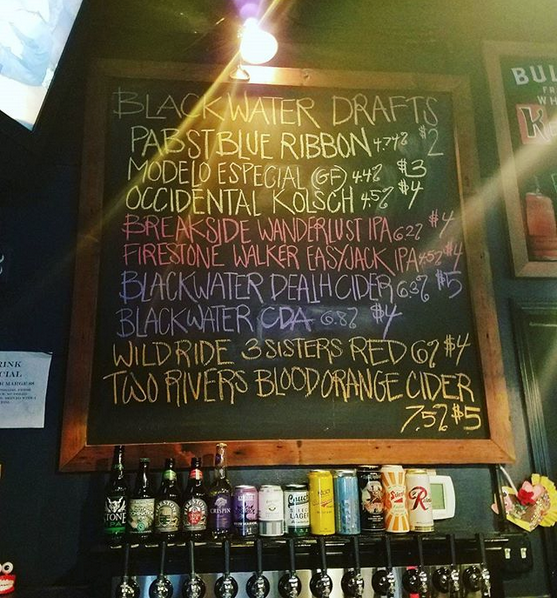 BLACKWATER DRAFTS
PABST BLUE RIBBON 4.74% $2
MODELO ESPECIAL (GF) 4.4% $3
OCCIDENTAL KOLSCH 4.5% $4
BREAKSIDE WANDERLUST IPA 6.2% $4
FIRESTONE WALKER EASYJACK IPA 4.5% $4
BLACKWATER DEATH CIDER 6.3% $5
BLACKWATER CDA 6.8% $4
WILD RIDE 3 SISTERS RED 6% $4
TWO RIVERS BLOOD ORANGE CIDER
7.5% $5
BUL
FR
K
RINK
CIAL
CRISPIN
LAGER
R